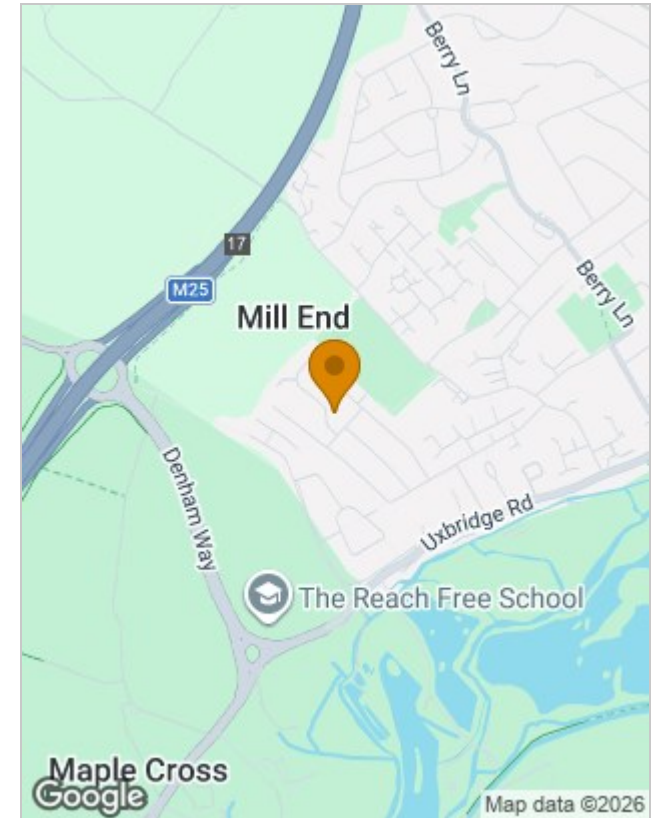 Berry Ln
17
M25
Berry Ln
Mill End
Denham Way
Uxbridge Rd
The Reach Free School
Maple Cross
Google
Map data ©2026